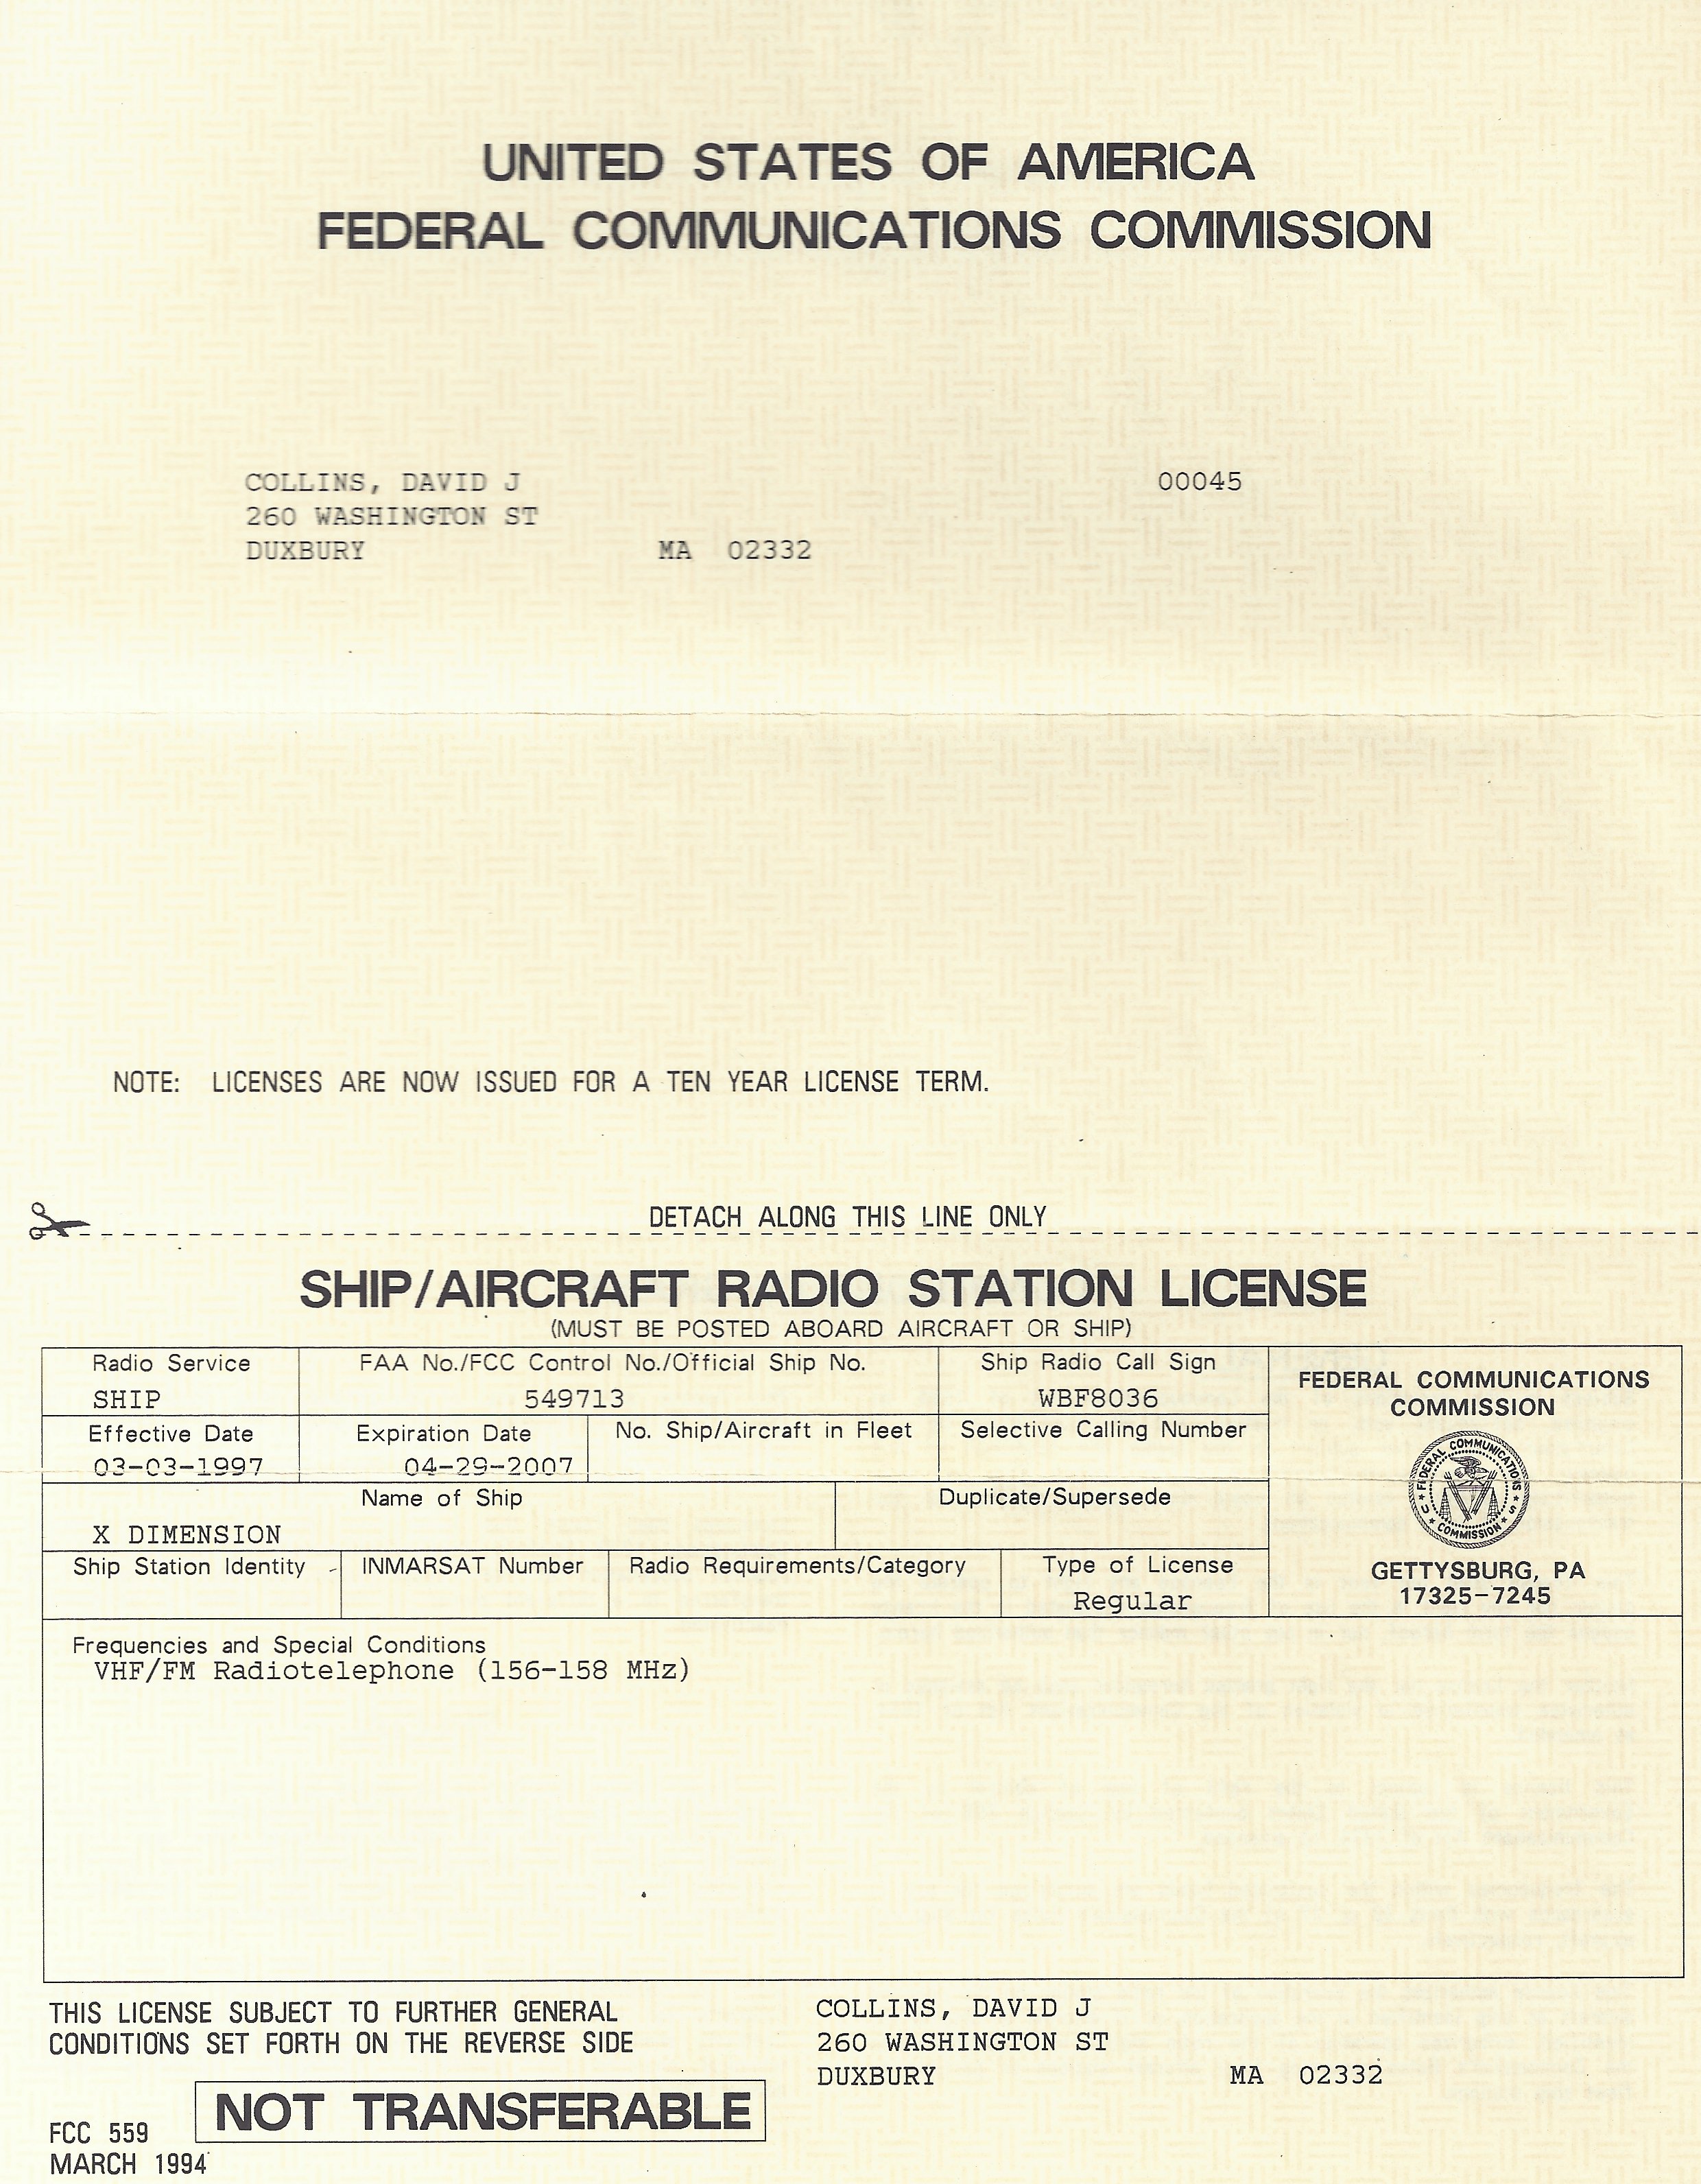 UNITED STATES OF AMERICA
FEDERAL COMMUNICATIONS COMMISSION
COLLINS, DAVID J 00045
260 WASHINGTON ST
DUXBURY MA 02332
NOTE: LICENSES ARE NOW ISSUED FOR A TEN YEAR LICENSE TERM.
DETACH ALONG THIS LINE ONLY
SHIP/AIRCRAFT RADIO STATION LICENSE
(MUST BE POSTED ABOARD AIRCRAFT OR SHIP)
Radio Service FAA No./FCC Control No./Official Ship No. Ship Radio Call Sign
SHIP 549713 WBF8036
Effective Date Expiration Date No. Ship/Aircraft in Fleet Selective Calling Number
03-03-1997 04-29-2007
Name of Ship Duplicate/Supersede
X DIMENSION
Ship Station Identity INMARSAT Number Radio Requirements/Category Type of License
Regular
FEDERAL COMMUNICATIONS
COMMISSION
FEDERAL COMMUNICATIONS COMMISSION
GETTYSBURG, PA
17325-7245
Frequencies and Special Conditions
VHF/FM Radiotelephone (156-158 MHz)
THIS LICENSE SUBJECT TO FURTHER GENERAL
CONDITIONS SET FORTH ON THE REVERSE SIDE
COLLINS, DAVID J
260 WASHINGTON ST
DUXBURY MA 02332
NOT TRANSFERABLE
FCC 559
MARCH 1994